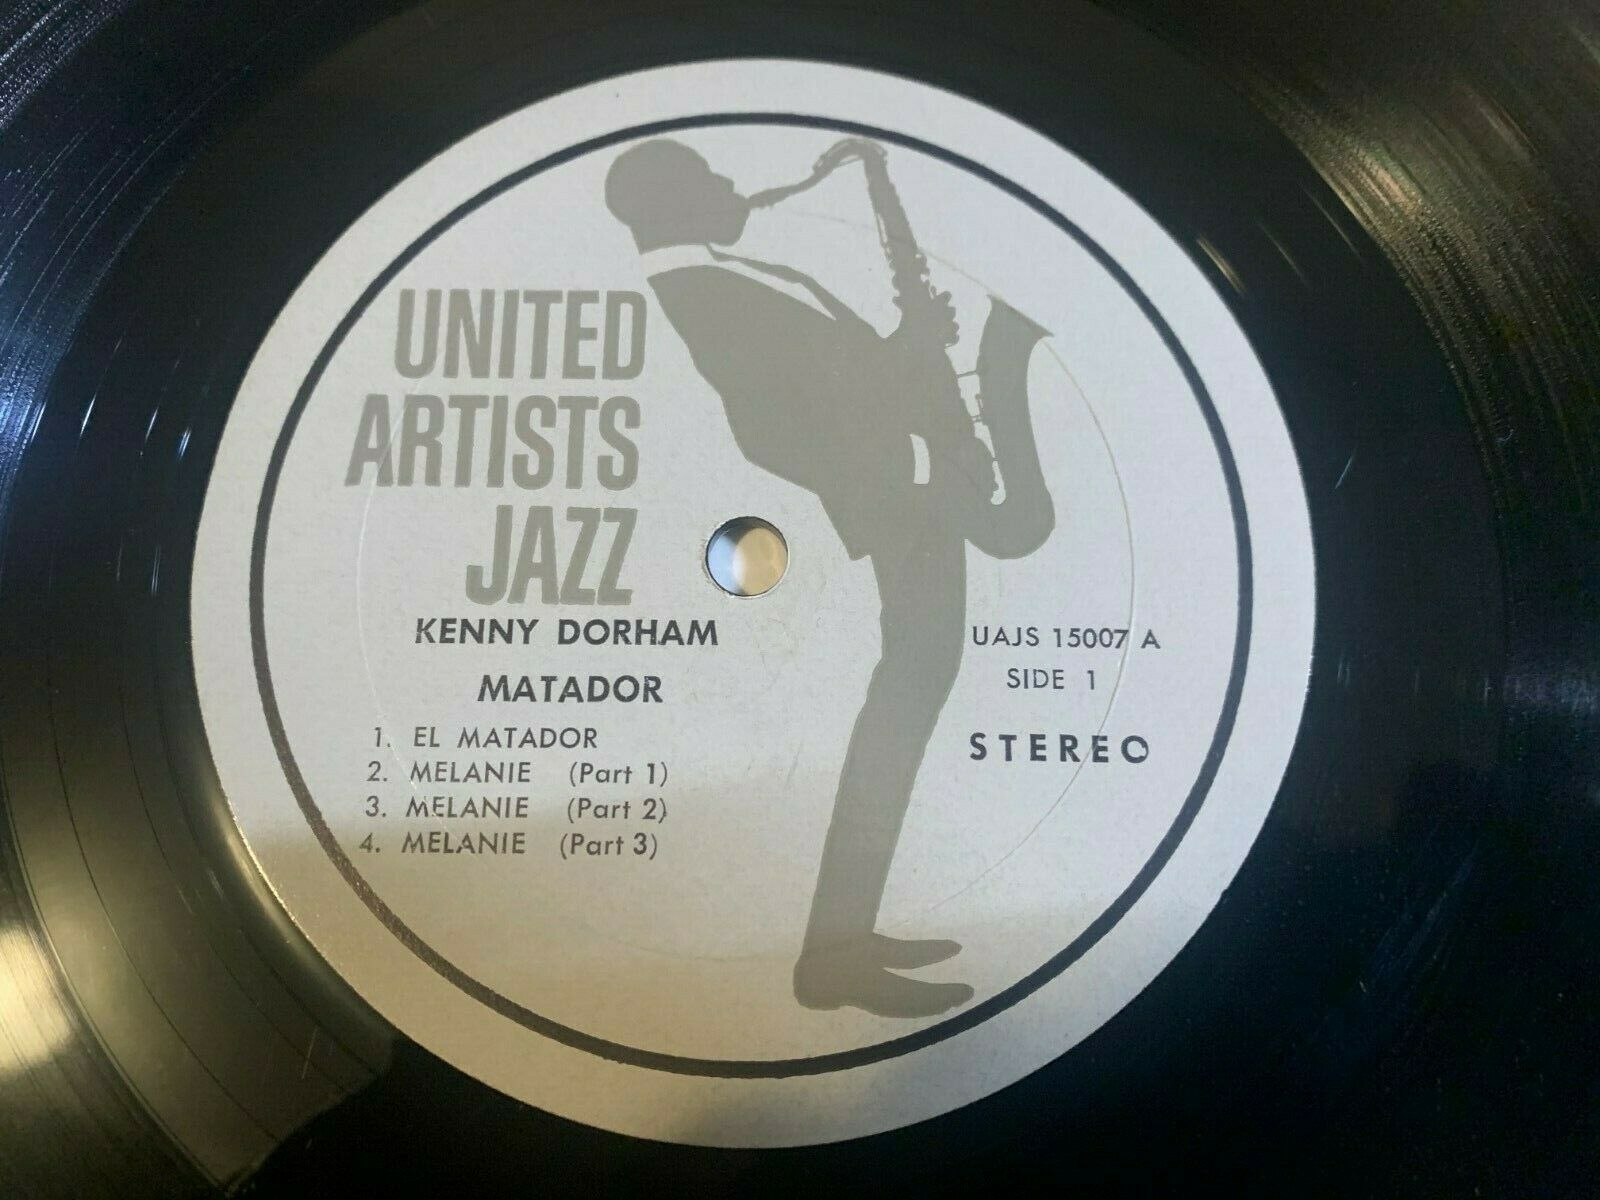 UNITED
ARTISTS
JAZZ
KENNY DORHAM
MATADOR
1. EL MATADOR
2. MELANIE (Part 1)
3. MELANIE (Part 2)
4. MELANIE (Part 3)
UAJS 15007 A
SIDE 1
STEREO